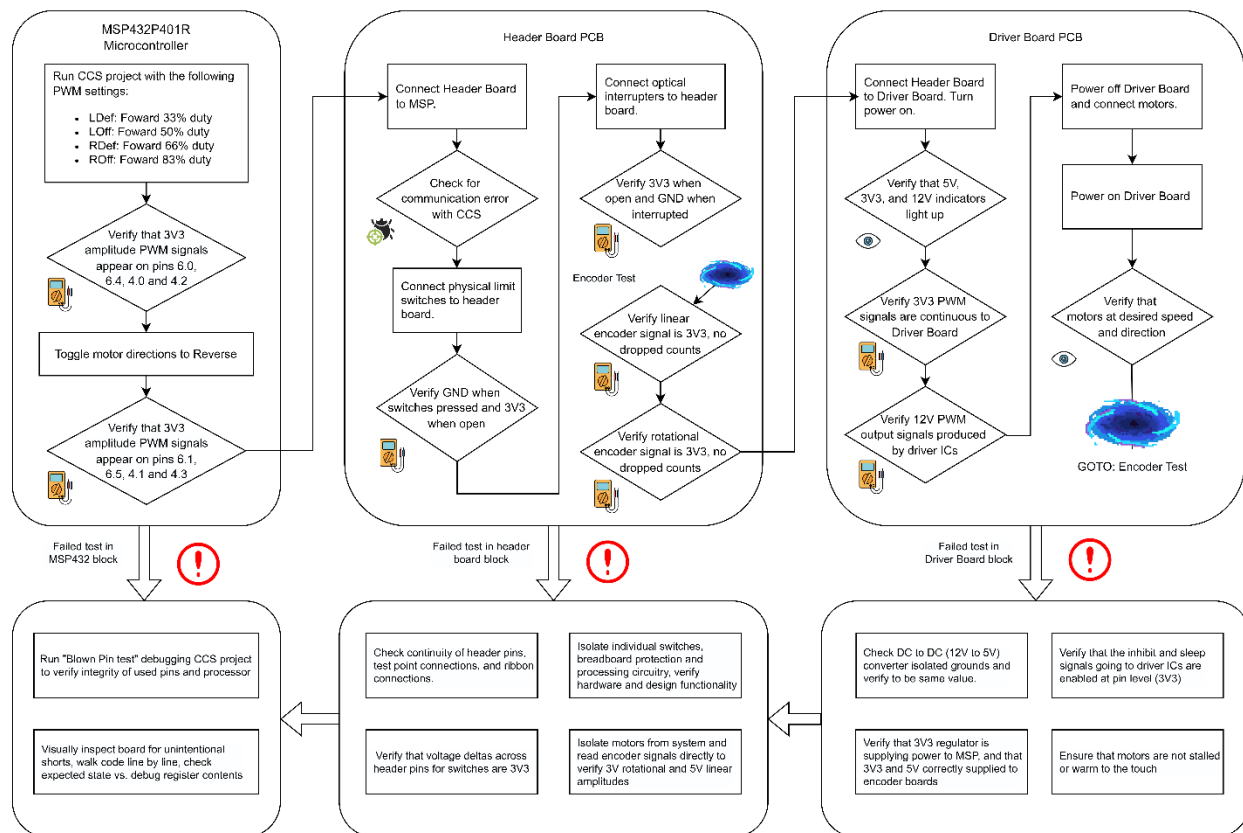 MSP432P401R
Microcontroller
Run CCS project with the following
PWM settings:
• LDef: Foward 33% duty
• LOff: Foward 50% duty
• RDef: Foward 66% duty
• ROff: Foward 83% duty
Verify that 3V3
amplitude PWM signals
appear on pins 6.0,
6.4, 4.0 and 4.2
Toggle motor directions to Reverse
Verify that 3V3
amplitude PWM signals
appear on pins 6.1,
6.5, 4.1 and 4.3
Header Board PCB
Connect Header Board
to MSP.
Check for
communication error
with CCS
Connect physical limit
switches to header
board.
Verify GND when
switches pressed and 3V3
when open
Connect optical
interrupters to header
board.
Verify 3V3 when
open and GND when
interrupted
Encoder Test
Verify linear
encoder signal is 3V3, no
dropped counts
Verify rotational
encoder signal is 3V3, no
dropped counts
Driver Board PCB
Connect Header Board
to Driver Board. Turn
power on.
Verify that 5V,
3V3, and 12V indicators
light up
Verify 3V3 PWM
signals are continuous to
Driver Board
Verify 12V PWM
output signals produced
by driver ICs
Power off Driver Board
and connect motors.
Power on Driver Board
Verify that
motors at desired speed
and direction
GOTO: Encoder Test
Failed test in
MSP432 block
Failed test in header
board block
Failed test in
Driver Board block
Run "Blown Pin test" debugging CCS project
to verify integrity of used pins and processor
Visually inspect board for unintentional
shorts, walk code line by line, check
expected state vs. debug register contents
Check continuity of header pins,
test point connections, and ribbon
connections.
Isolate individual switches,
breadboard protection and
processing circuitry, verify
hardware and design functionality
Verify that voltage deltas across
header pins for switches are 3V3
Isolate motors from system and
read encoder signals directly to
verify 3V rotational and 5V linear
amplitudes
Check DC to DC (12V to 5V)
converter isolated grounds and
verify to be same value.
Verify that the inhibit and sleep
signals going to driver ICs are
enabled at pin level (3V3)
Verify that 3V3 regulator is
supplying power to MSP, and that
3V3 and 5V correctly supplied to
encoder boards
Ensure that motors are not stalled
or warm to the touch